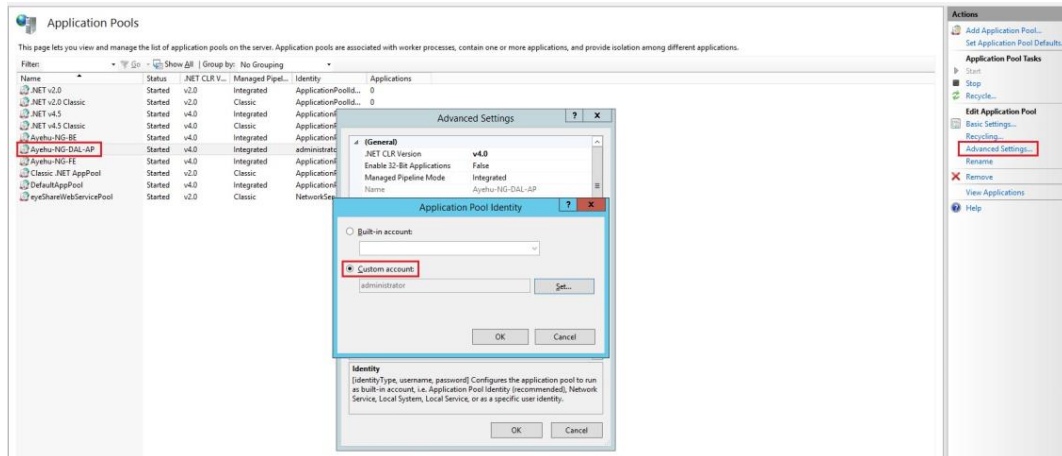 Application Pools
This page lets you view and manage the list of application pools on the server. Application pools are associated with worker processes, contain one or more applications, and provide isolation among different applications.
Filter: Go Show All | Group by: No Grouping
Name Status .NET CLR V... Managed Pipel... Identity Applications
.NET v2.0 Started v2.0 Integrated ApplicationPoolId... 0
.NET v2.0 Classic Started v2.0 Classic ApplicationPoolId... 0
.NET v4.5 Started v4.0 Integrated
.NET v4.5 Classic Started v4.0 Classic
Ayehu-NG-BE Started v4.0 Integrated
Ayehu-NG-DAL-AP Started v4.0 Integrated
Ayehu-NG-FE Started v4.0 Integrated
Classic .NET AppPool Started v2.0 Classic
DefaultAppPool Started v4.0 Integrated
eyeShareWebServicePool Started v2.0 Classic
Advanced Settings ? x
(General)
.NET CLR Version v4.0
Enable 32-Bit Applications False
Managed Pipeline Mode Integrated
Name Ayehu-NG-DAL-AP
Application Pool Identity ? x
Built-in account:
Custom account:
administrator Set...
OK Cancel
Identity
[identityType, username, password] Configures the application pool to run
as built-in account, i.e. Application Pool Identity (recommended), Network
Service, Local System, Local Service, or as a specific user identity.
OK Cancel
Actions
Add Application Pool...
Set Application Pool Defaults
Application Pool Tasks
Start
Stop
Recycle...
Edit Application Pool
Basic Settings...
Recycling...
Advanced Settings...
Rename
Remove
View Applications
Help